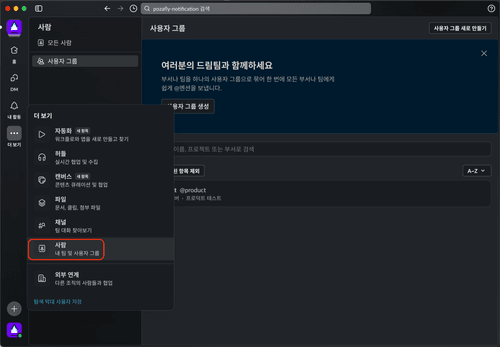 pozafly-notification 검색
사람
모든 사람
사용자 그룹
홈
DM
내 활동
더 보기
사용자 그룹
사용자 그룹 새로 만들기
여러분의 드림팀과 함께하세요
부서나 팀을 하나의 사용자 그룹으로 묶어 한 번에 모든 부서나 팀에게
쉽게 @멘션을 보냅니다.
사용자 그룹 생성
이름, 프로젝트 또는 부서로 검색
항목 제외
A~Z
@product
프로덕트 테스트
더 보기
자동화 새 항목
워크플로와 앱을 새로 만들고 찾기
허들
실시간 협업 및 수집
캔버스 새 항목
콘텐츠 큐레이션 및 협업
파일
문서, 클립, 첨부 파일
채널
팀 대화 찾아보기
사람
내 팀 및 사용자 그룹
외부 연계
다른 조직의 사람들과 협업
탐색 막대 사용자 지정